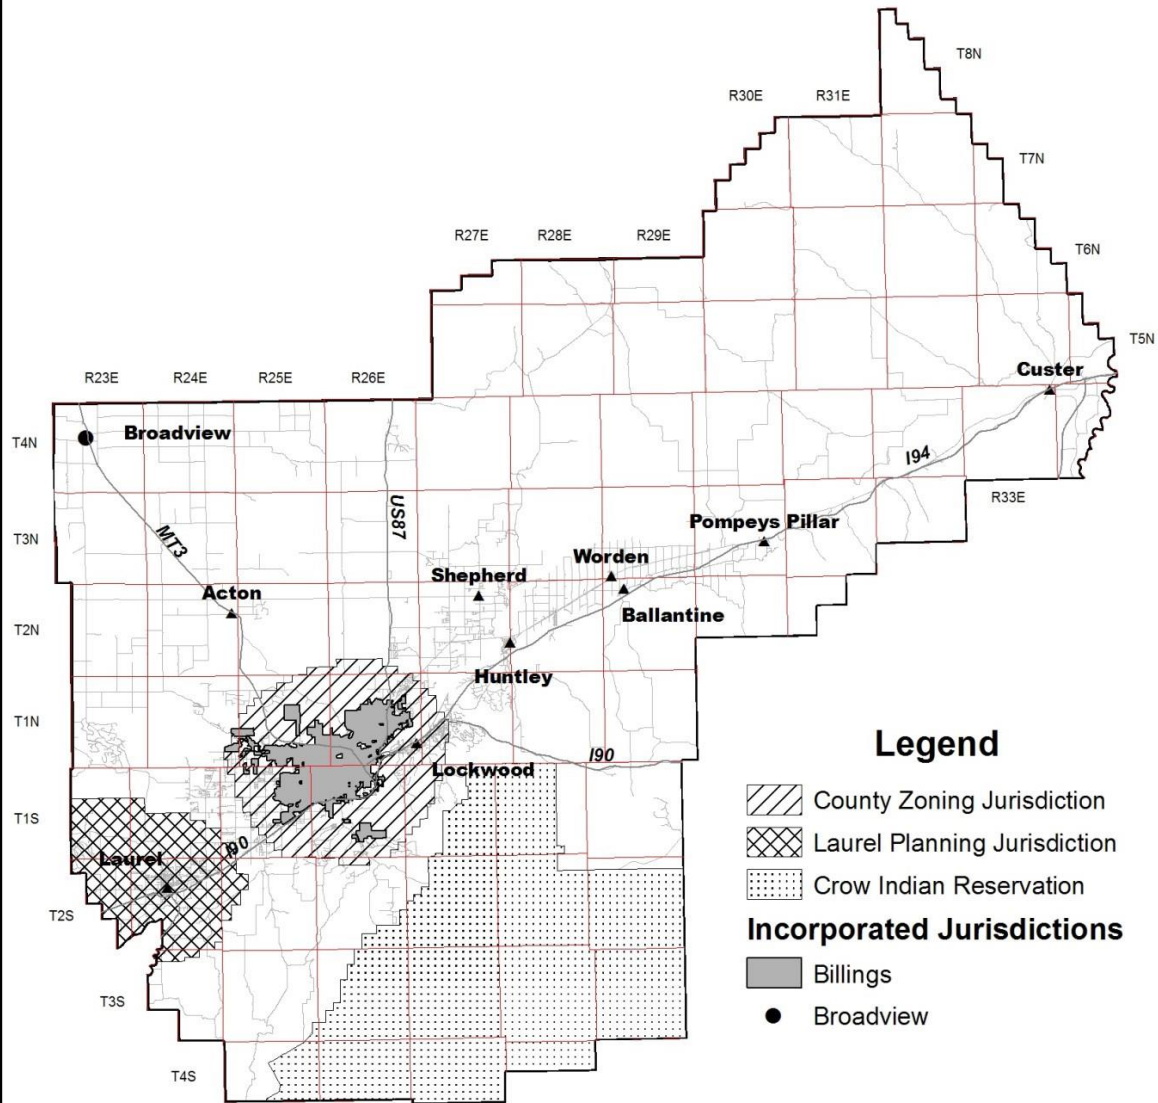 T8N
R30E
R31E
T7N
R27E
R28E
R29E
T6N
T5N
R23E
R24E
R25E
R26E
Custer
T4N
Broadview
I94
US87
R33E
MT3
Pompeys Pillar
T3N
Worden
Shepherd
Acton
Ballantine
T2N
Huntley
T1N
I90
Lockwood
T1S
I90
Laurel
T2S
T3S
T4S
Legend
County Zoning Jurisdiction
Laurel Planning Jurisdiction
Crow Indian Reservation
Incorporated Jurisdictions
Billings
Broadview